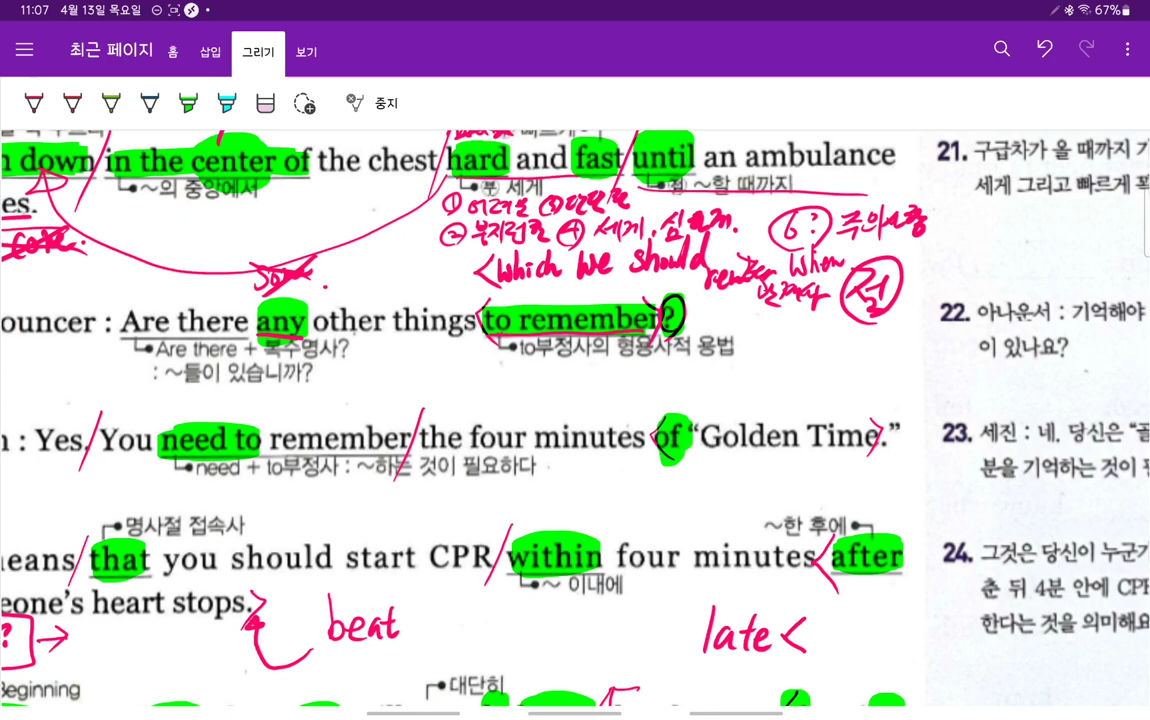 11:07 4월 13일 목요일 67%
최근 페이지 홈 삽입 그리기 보기
중지
down in the center of the chest hard and fast until an ambulance
~의 중앙에서 세게 ~할 때까지
es.
① 어려운 ③ 단단한
② 부지런한 ④ 세게, 심하게.
6? 주의사항
<which we should when
절
ouncer : Are there any other things to remember?
Are there + 복수명사? to부정사의 형용사적 용법
: ~들이 있습니까?
: Yes. You need to remember the four minutes of “Golden Time.”
need + to부정사 : ~하는 것이 필요하다
명사절 접속사 ~한 후에
eans that you should start CPR within four minutes after
~ 이내에
eone’s heart stops.
? beat late <
Beginning 대단히
21. 구급차가 올 때까지
세게 그리고 빠르게
22. 아나운서 : 기억해야
이 있나요?
23. 세진 : 네. 당신은
분을 기억하는 것이
24. 그것은 당신이
춘 뒤 4분 안에 CPR
한다는 것을 의미해요